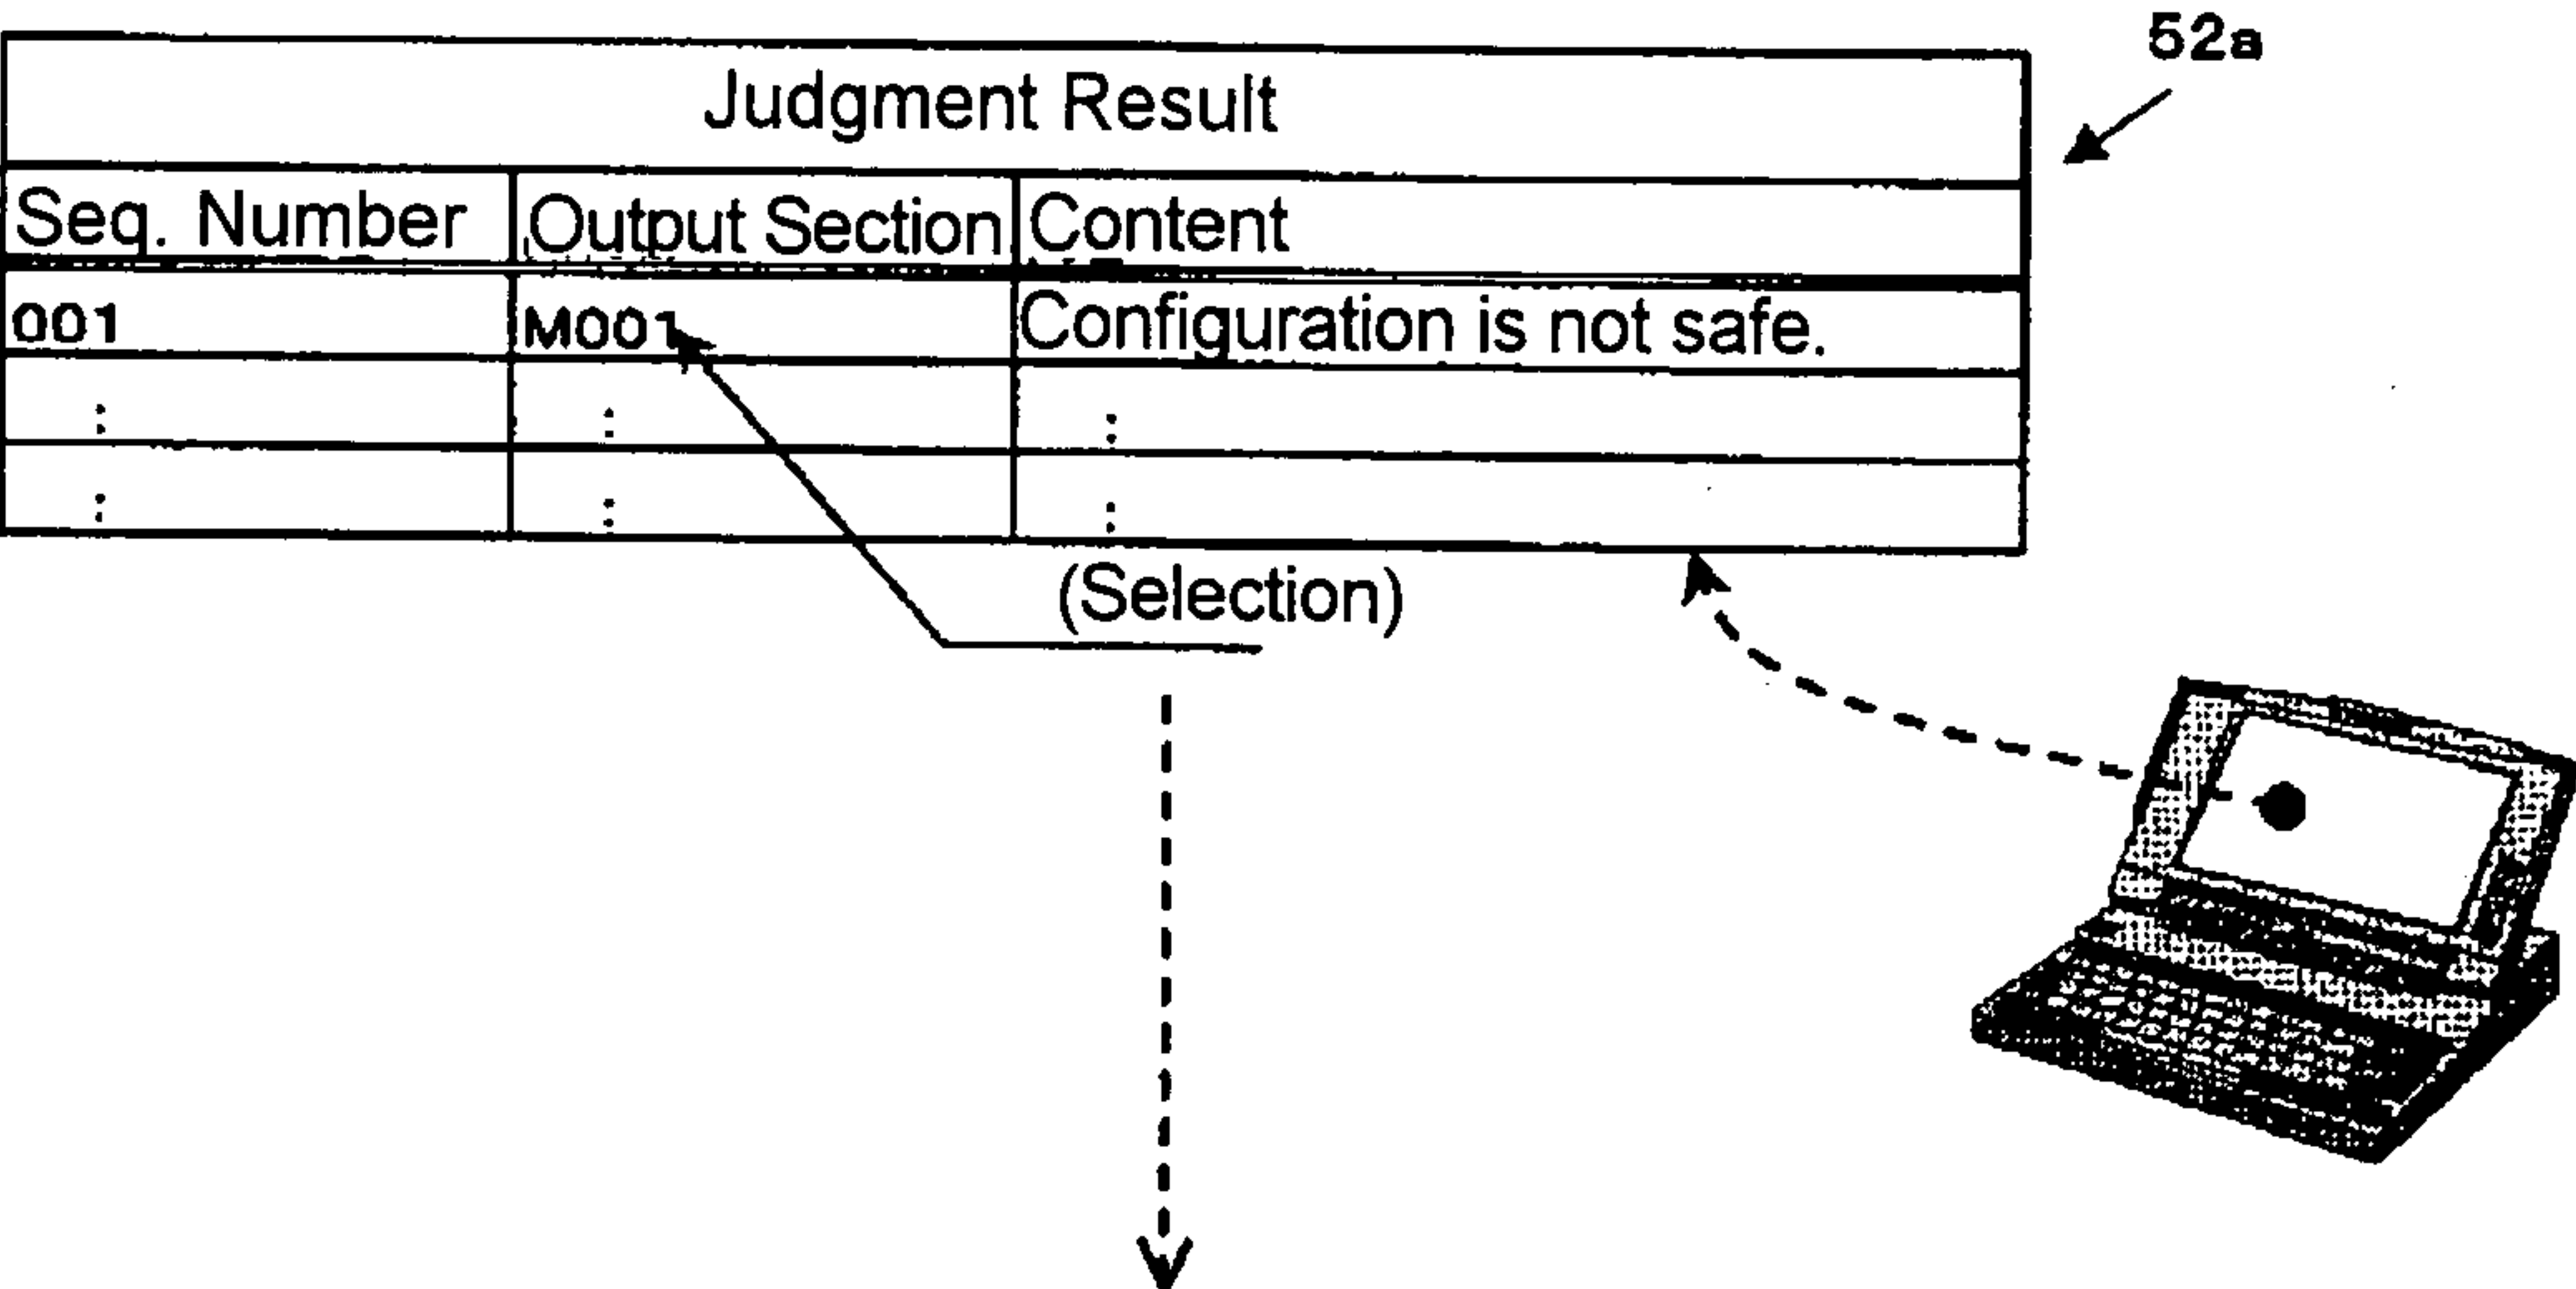 52a
Judgment Result
Seq. Number Output Section Content
001 M001 Configuration is not safe.
: : :
: : :
(Selection)